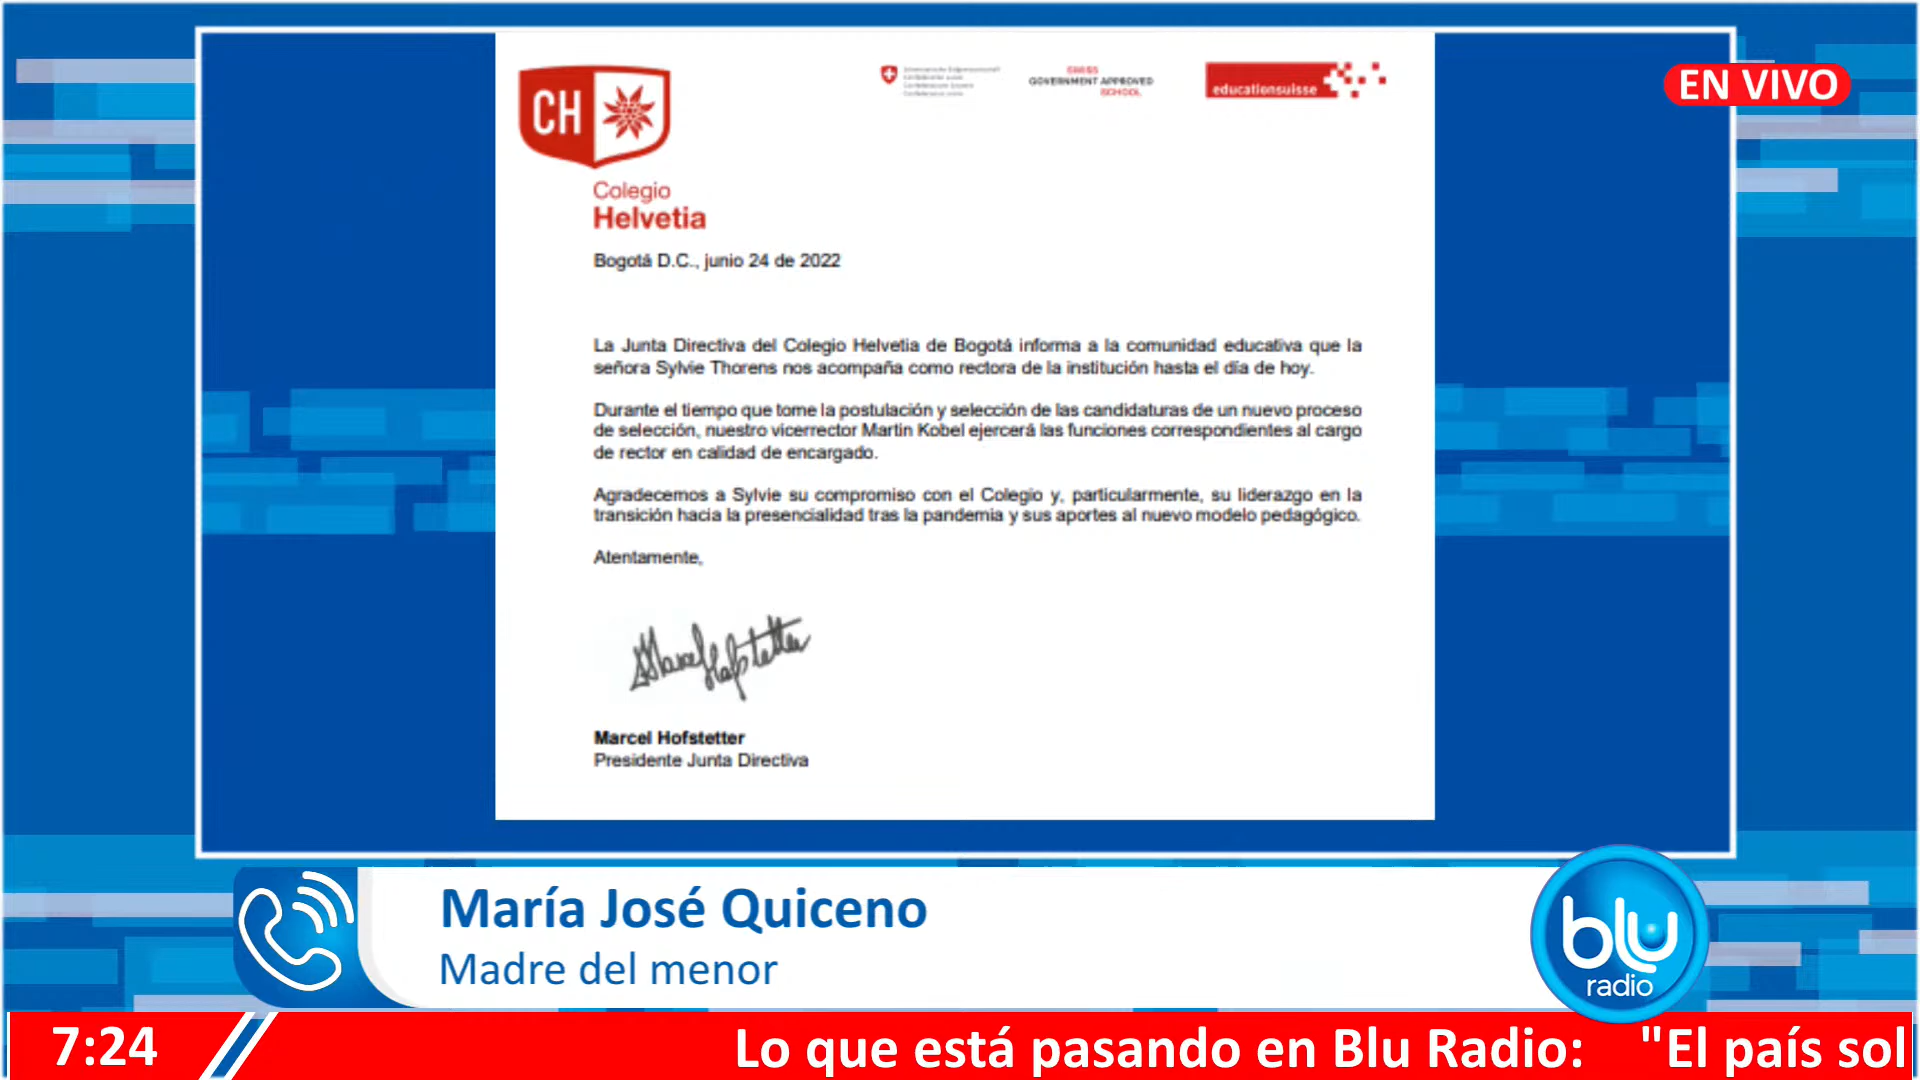 CH
SWISS
GOVERNMENT APPROVED
SCHOOL
educationsuisse
EN VIVO
Colegio
Helvetia
Bogotá D.C., junio 24 de 2022
La Junta Directiva del Colegio Helvetia de Bogotá informa a la comunidad educativa que la
señora Sylvie Thorens nos acompaña como rectora de la institución hasta el día de hoy.
Durante el tiempo que tome la postulación y selección de las candidaturas de un nuevo proceso
de selección, nuestro vicerrector Martin Kobel ejercerá las funciones correspondientes al cargo
de rector en calidad de encargado.
Agradecemos a Sylvie su compromiso con el Colegio y, particularmente, su liderazgo en la
transición hacia la presencialidad tras la pandemia y sus aportes al nuevo modelo pedagógico.
Atentamente,
Marcel Hofstetter
Marcel Hofstetter
Presidente Junta Directiva
María José Quiceno
Madre del menor
blu
radio
7:24
Lo que está pasando en Blu Radio: "El país sol